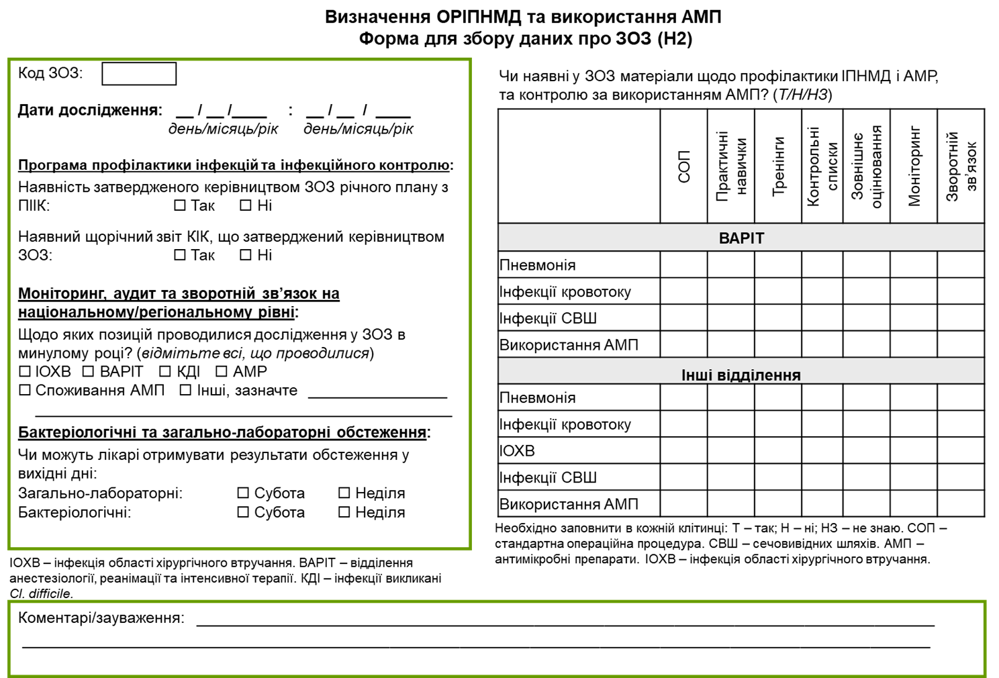 Визначення ОРІПНМД та використання АМП
Форма для збору даних про ЗОЗ (Н2)
Код ЗОЗ:
Дати дослідження: __ / __ /____ : __ / __ / ____
день/місяць/рік день/місяць/рік
Програма профілактики інфекцій та інфекційного контролю:
Наявність затвердженого керівництвом ЗОЗ річного плану з
ПІІК: ☐ Так ☐ Ні
Наявний щорічний звіт КІК, що затверджений керівництвом
ЗОЗ: ☐ Так ☐ Ні
Моніторинг, аудит та зворотній зв’язок на
національному/регіональному рівні:
Щодо яких позицій проводилися дослідження у ЗОЗ в
минулому році? (відмітьте всі, що проводилися)
☐ ІОХВ ☐ ВАРІТ ☐ КДІ ☐ АМР
☐ Споживання АМП ☐ Інші, зазначте
Бактеріологічні та загально-лабораторні обстеження:
Чи можуть лікарі отримувати результати обстеження у
вихідні дні:
Загально-лабораторні: ☐ Субота ☐ Неділя
Бактеріологічні: ☐ Субота ☐ Неділя
ІОХВ – інфекція області хірургічного втручання. ВАРІТ – відділення
анестезіології, реанімації та інтенсивної терапії. КДІ – інфекції викликані
Cl. difficile.
Чи наявні у ЗОЗ матеріали щодо профілактики ІПНМД і АМР,
та контролю за використанням АМП? (Т/Н/НЗ)
СОП
Практичні
навички
Тренінги
Контрольні
списки
Зовнішнє
оцінювання
Моніторинг
Зворотній
зв’язок
ВАРІТ
Пневмонія
Інфекції кровотоку
Інфекції СВШ
Використання АМП
Інші відділення
Пневмонія
Інфекції кровотоку
ІОХВ
Інфекції СВШ
Використання АМП
Необхідно заповнити в кожній клітинці: Т – так; Н – ні; НЗ – не знаю. СОП –
стандартна операційна процедура. СВШ – сечовивідних шляхів. АМП –
антимікробні препарати. ІОХВ – інфекція області хірургічного втручання.
Коментарі/зауваження: